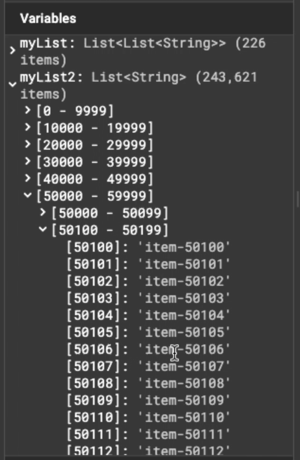 Variables
myList: List<List<String>> (226
items)
myList2: List<String> (243,621
items)
[0 - 9999]
[10000 - 19999]
[20000 - 29999]
[30000 - 39999]
[40000 - 49999]
[50000 - 59999]
[50000 - 50099]
[50100 - 50199]
[50100]: 'item-50100'
[50101]: 'item-50101'
[50102]: 'item-50102'
[50103]: 'item-50103'
[50104]: 'item-50104'
[50105]: 'item-50105'
[50106]: 'item-50106'
[50107]: 'item-50107'
[50108]: 'item-50108'
[50109]: 'item-50109'
[50110]: 'item-50110'
[50111]: 'item-50111'
[50112]: 'item-50112'